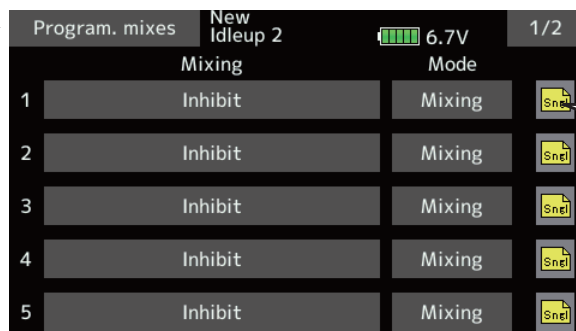 Program. mixes New Idleup 2 6.7V 1/2
Mixing Mode
1 Inhibit Mixing Sngl
2 Inhibit Mixing Sngl
3 Inhibit Mixing Sngl
4 Inhibit Mixing Sngl
5 Inhibit Mixing Sngl